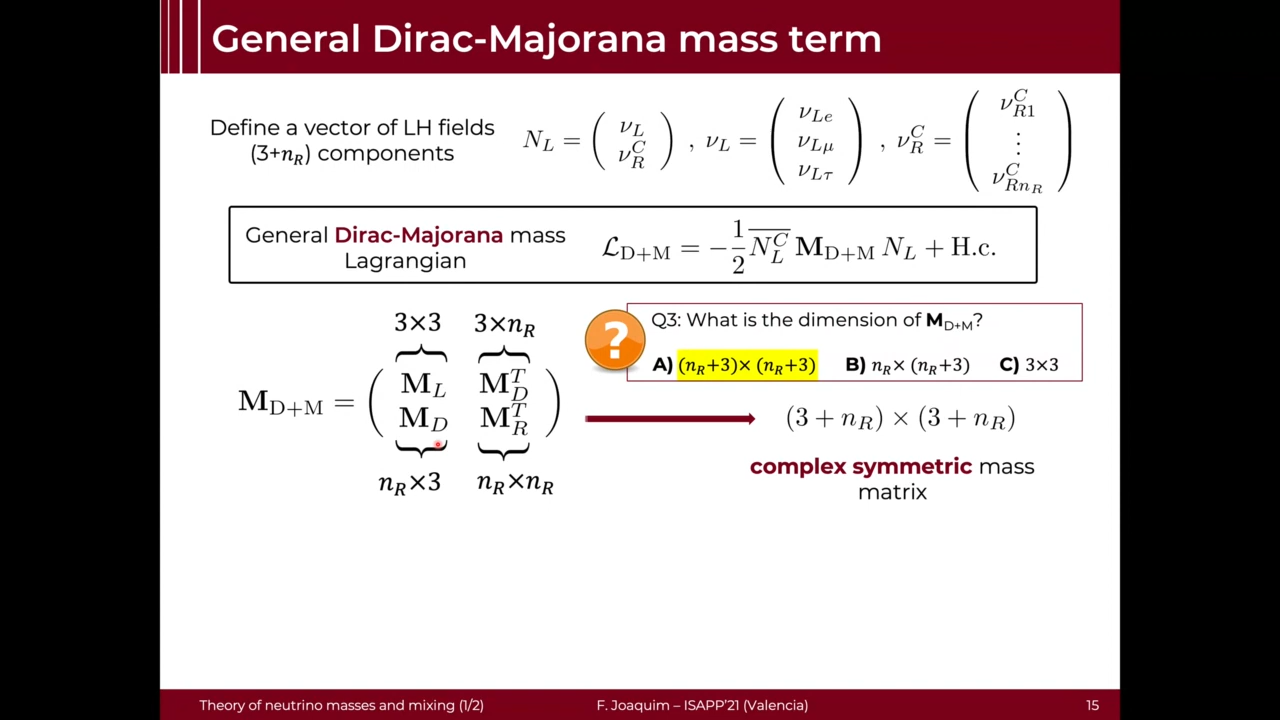 General Dirac-Majorana mass term
Define a vector of LH fields
(3+n_R) components
N_L = ( ν_L ν_R^C ) , ν_L = ( ν_Le ν_Lμ ν_Lτ ) , ν_R^C = ( ν_R1^C ⋮ ν_Rn_R^C )
General Dirac-Majorana mass
Lagrangian
ℒ_D+M = −1/2 \overline{N_L^C} M_D+M N_L + H.c.
3×3 3×n_R
M_D+M = ( M_L M_D^T
M_D M_R^T )
n_R×3 n_R×n_R
?
Q3: What is the dimension of M_D+M?
A) (n_R+3)× (n_R+3) B) n_R× (n_R+3) C) 3×3
(3 + n_R) × (3 + n_R)
complex symmetric mass
matrix
Theory of neutrino masses and mixing (1/2) F. Joaquim – ISAPP'21 (Valencia) 15